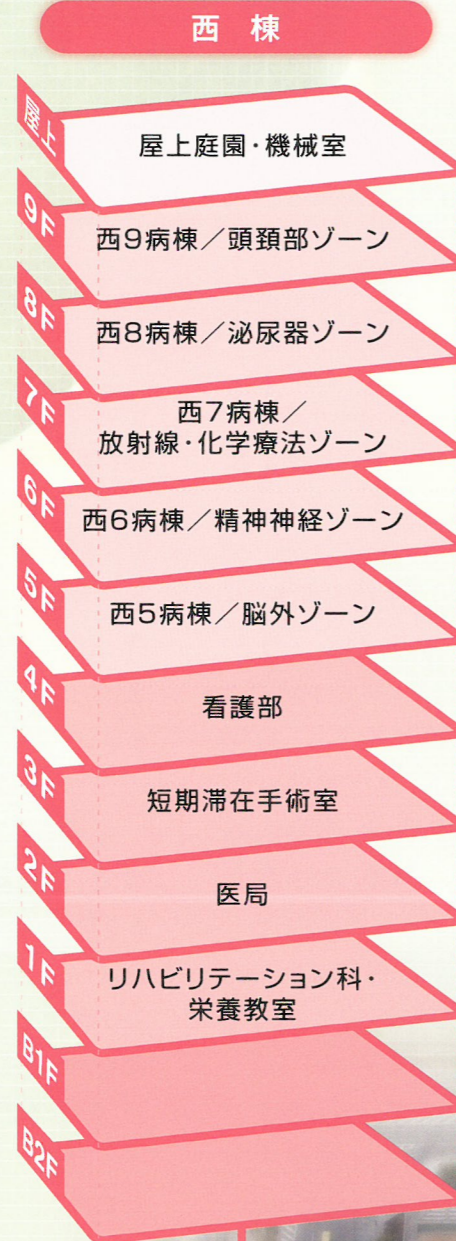 西 棟
屋上
屋上庭園・機械室
9F
西9病棟／頭頚部ゾーン
8F
西8病棟／泌尿器ゾーン
7F
西7病棟／
放射線・化学療法ゾーン
6F
西6病棟／精神神経ゾーン
5F
西5病棟／脳外ゾーン
4F
看護部
3F
短期滞在手術室
2F
医局
1F
リハビリテーション科・
栄養教室
B1F
B2F